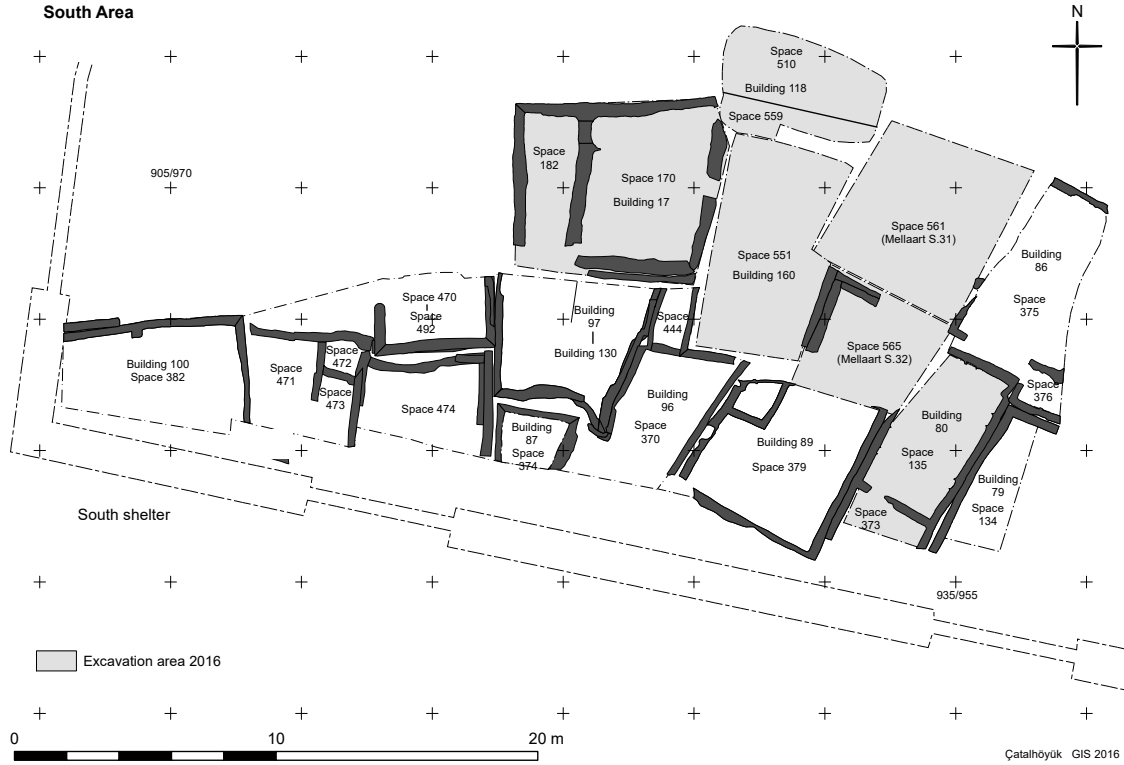 South Area
N
Space
510
Building 118
Space 559
Space
182
905/970
Space 170
Building 17
Space 561
(Mellaart S.31)
Space 551
Building 160
Building
86
Space
375
Space 470
Space
492
Building
97
Building 130
Space
444
Space 565
(Mellaart S.32)
Building 100
Space 382
Space
471
Space
472
Space
473
Space 474
Building
96
Space
370
Space
376
Building
87
Space
374
Building 89
Space 379
Building
80
Space
135
Building
79
Space
134
Space
373
South shelter
935/955
Excavation area 2016
0
10
20 m
Çatalhöyük GIS 2016